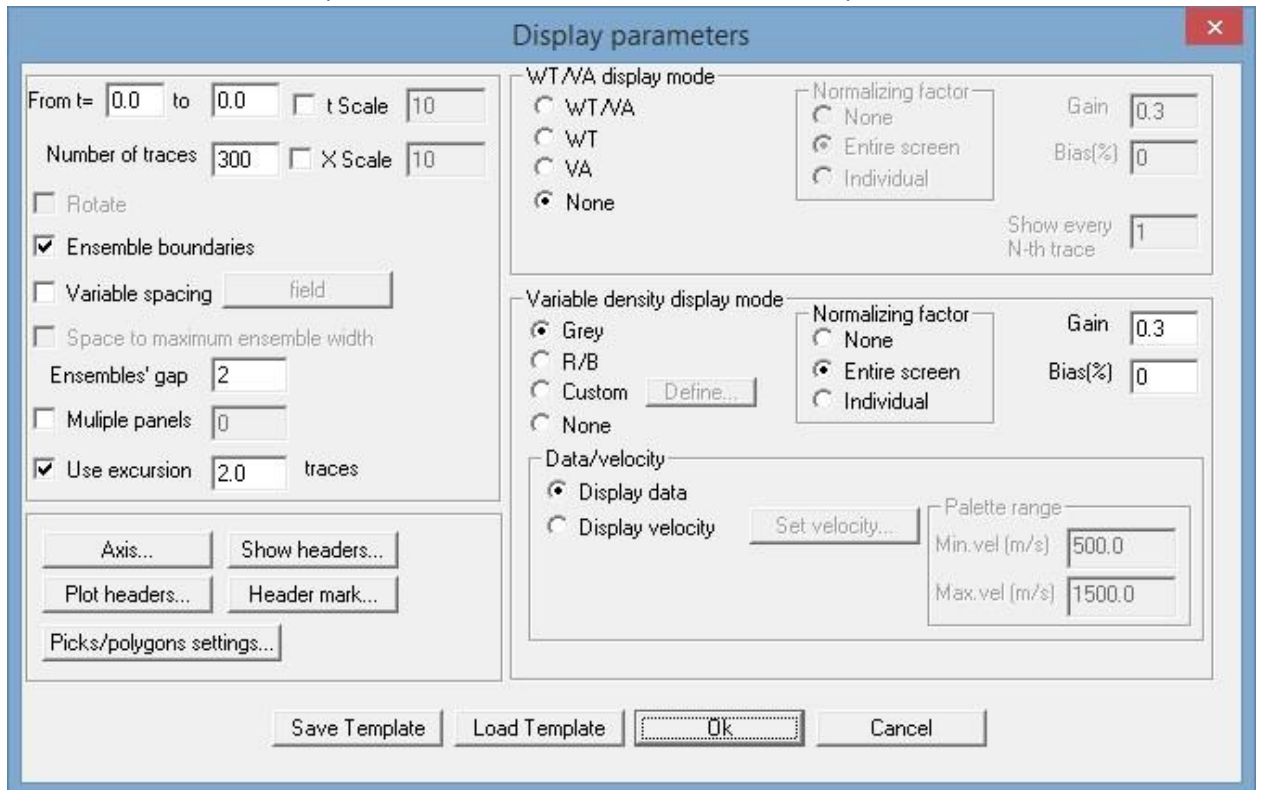 Display parameters
From t= 0.0 to 0.0 t Scale 10
Number of traces 300 X Scale 10
Rotate
Ensemble boundaries
Variable spacing field
Space to maximum ensemble width
Ensembles' gap 2
Muliple panels 0
Use excursion 2.0 traces
Axis... Show headers...
Plot headers... Header mark...
Picks/polygons settings...
WT/VA display mode
WT/VA
WT
VA
None
Normalizing factor
None
Entire screen
Individual
Gain 0.3
Bias(%) 0
Show every
N-th trace 1
Variable density display mode
Grey
R/B
Custom Define...
None
Normalizing factor
None
Entire screen
Individual
Gain 0.3
Bias(%) 0
Data/velocity
Display data
Display velocity Set velocity...
Palette range
Min.vel (m/s) 500.0
Max.vel (m/s) 1500.0
Save Template Load Template Ok Cancel